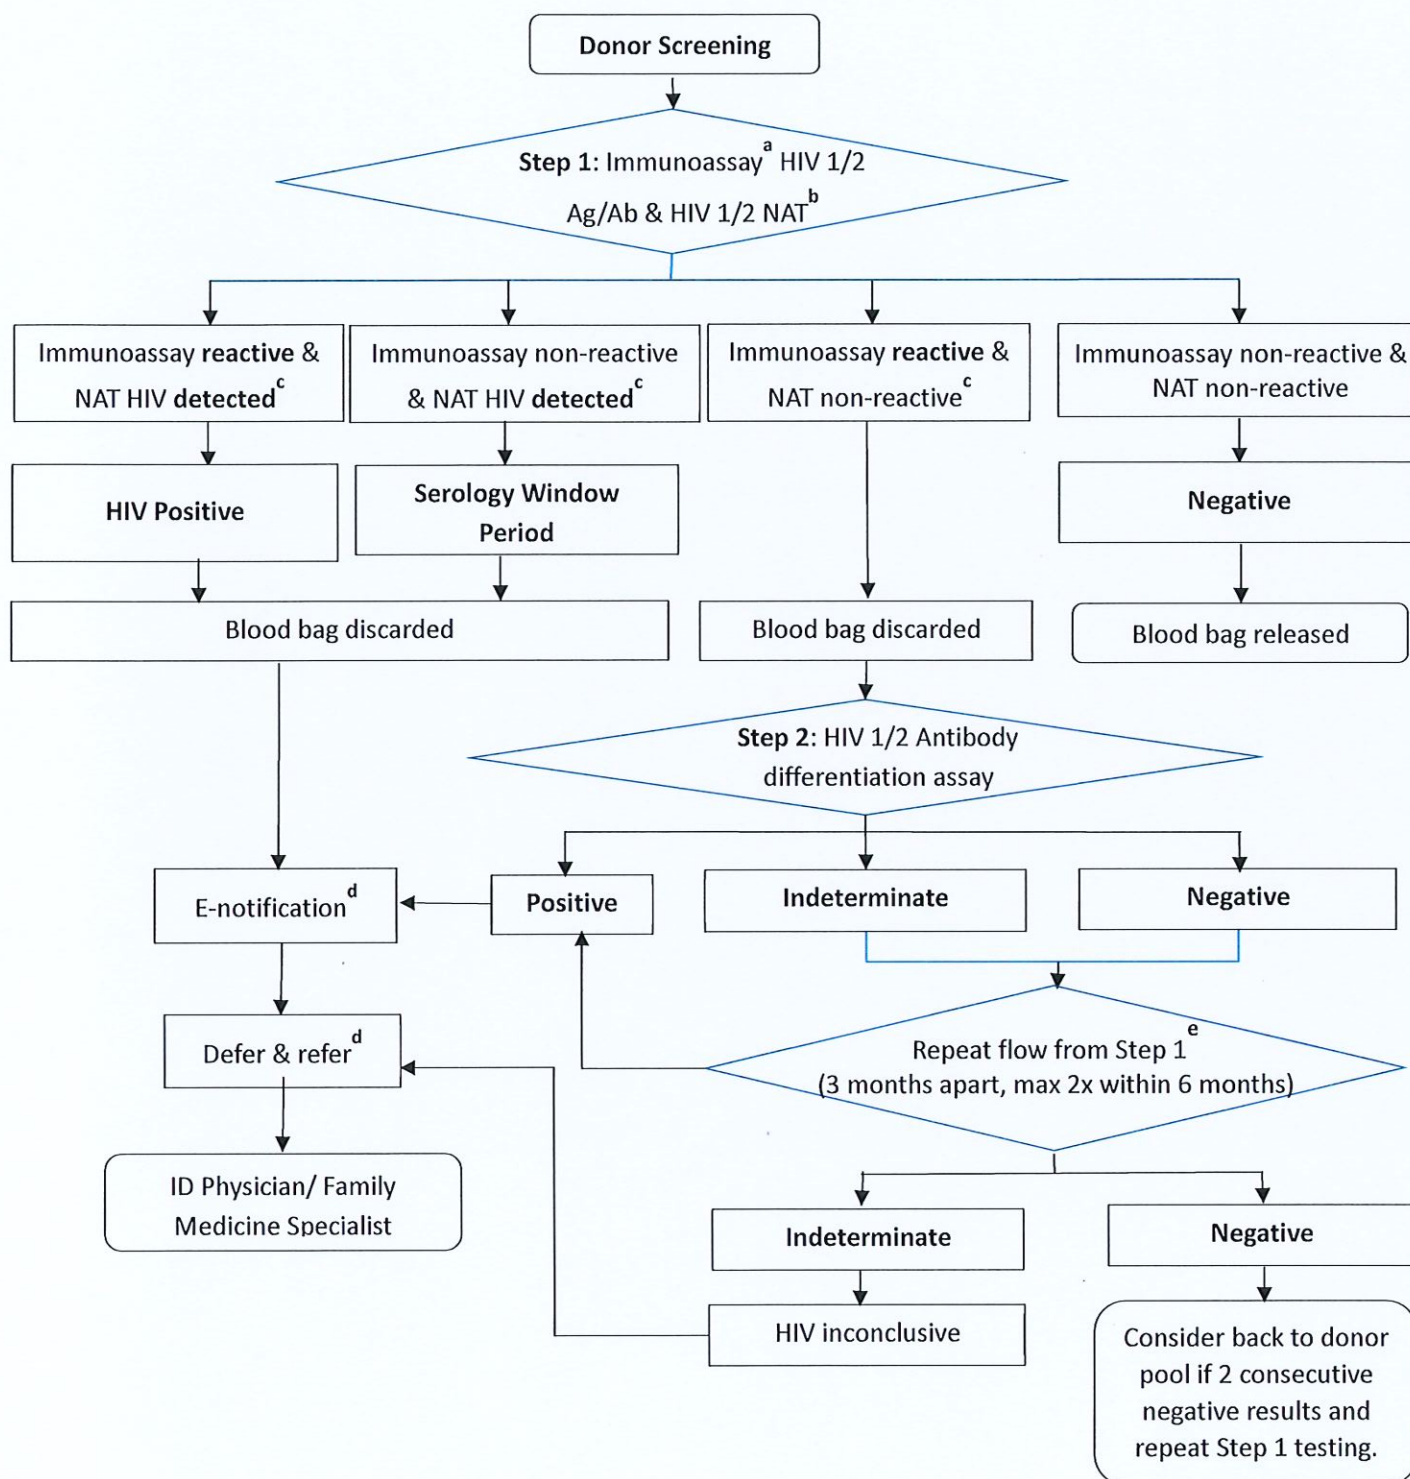 Donor Screening
Step 1: Immunoassay^a HIV 1/2
Ag/Ab & HIV 1/2 NAT^b
Immunoassay reactive &
NAT HIV detected^c
Immunoassay non-reactive
& NAT HIV detected^c
Immunoassay reactive &
NAT non-reactive^c
Immunoassay non-reactive &
NAT non-reactive
HIV Positive
Serology Window
Period
Negative
Blood bag discarded
Blood bag discarded
Blood bag released
Step 2: HIV 1/2 Antibody
differentiation assay
E-notification^d
Positive
Indeterminate
Negative
Defer & refer^d
Repeat flow from Step 1^e
(3 months apart, max 2x within 6 months)
ID Physician/ Family
Medicine Specialist
Indeterminate
Negative
HIV inconclusive
Consider back to donor
pool if 2 consecutive
negative results and
repeat Step 1 testing.